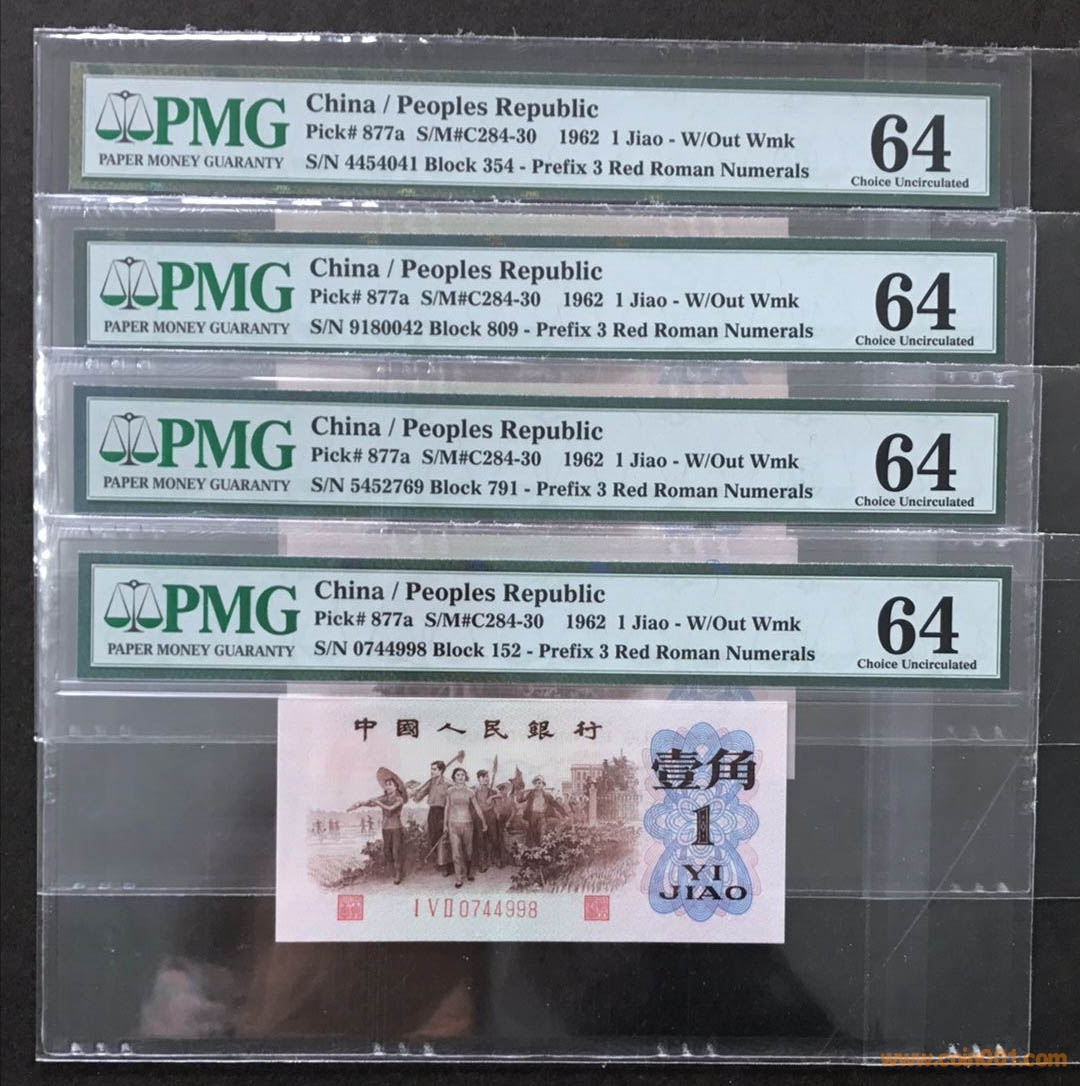 PMG
PAPER MONEY GUARANTY
China / Peoples Republic
Pick# 877a S/M#C284-30 1962 1 Jiao - W/Out Wmk
S/N 4454041 Block 354 - Prefix 3 Red Roman Numerals
64
Choice Uncirculated
PMG
PAPER MONEY GUARANTY
China / Peoples Republic
Pick# 877a S/M#C284-30 1962 1 Jiao - W/Out Wmk
S/N 9180042 Block 809 - Prefix 3 Red Roman Numerals
64
Choice Uncirculated
PMG
PAPER MONEY GUARANTY
China / Peoples Republic
Pick# 877a S/M#C284-30 1962 1 Jiao - W/Out Wmk
S/N 5452769 Block 791 - Prefix 3 Red Roman Numerals
64
Choice Uncirculated
PMG
PAPER MONEY GUARANTY
China / Peoples Republic
Pick# 877a S/M#C284-30 1962 1 Jiao - W/Out Wmk
S/N 0744998 Block 152 - Prefix 3 Red Roman Numerals
64
Choice Uncirculated
中國人民銀行
壹角
1
YI
JIAO
I V II 0744998
www.coin001.com